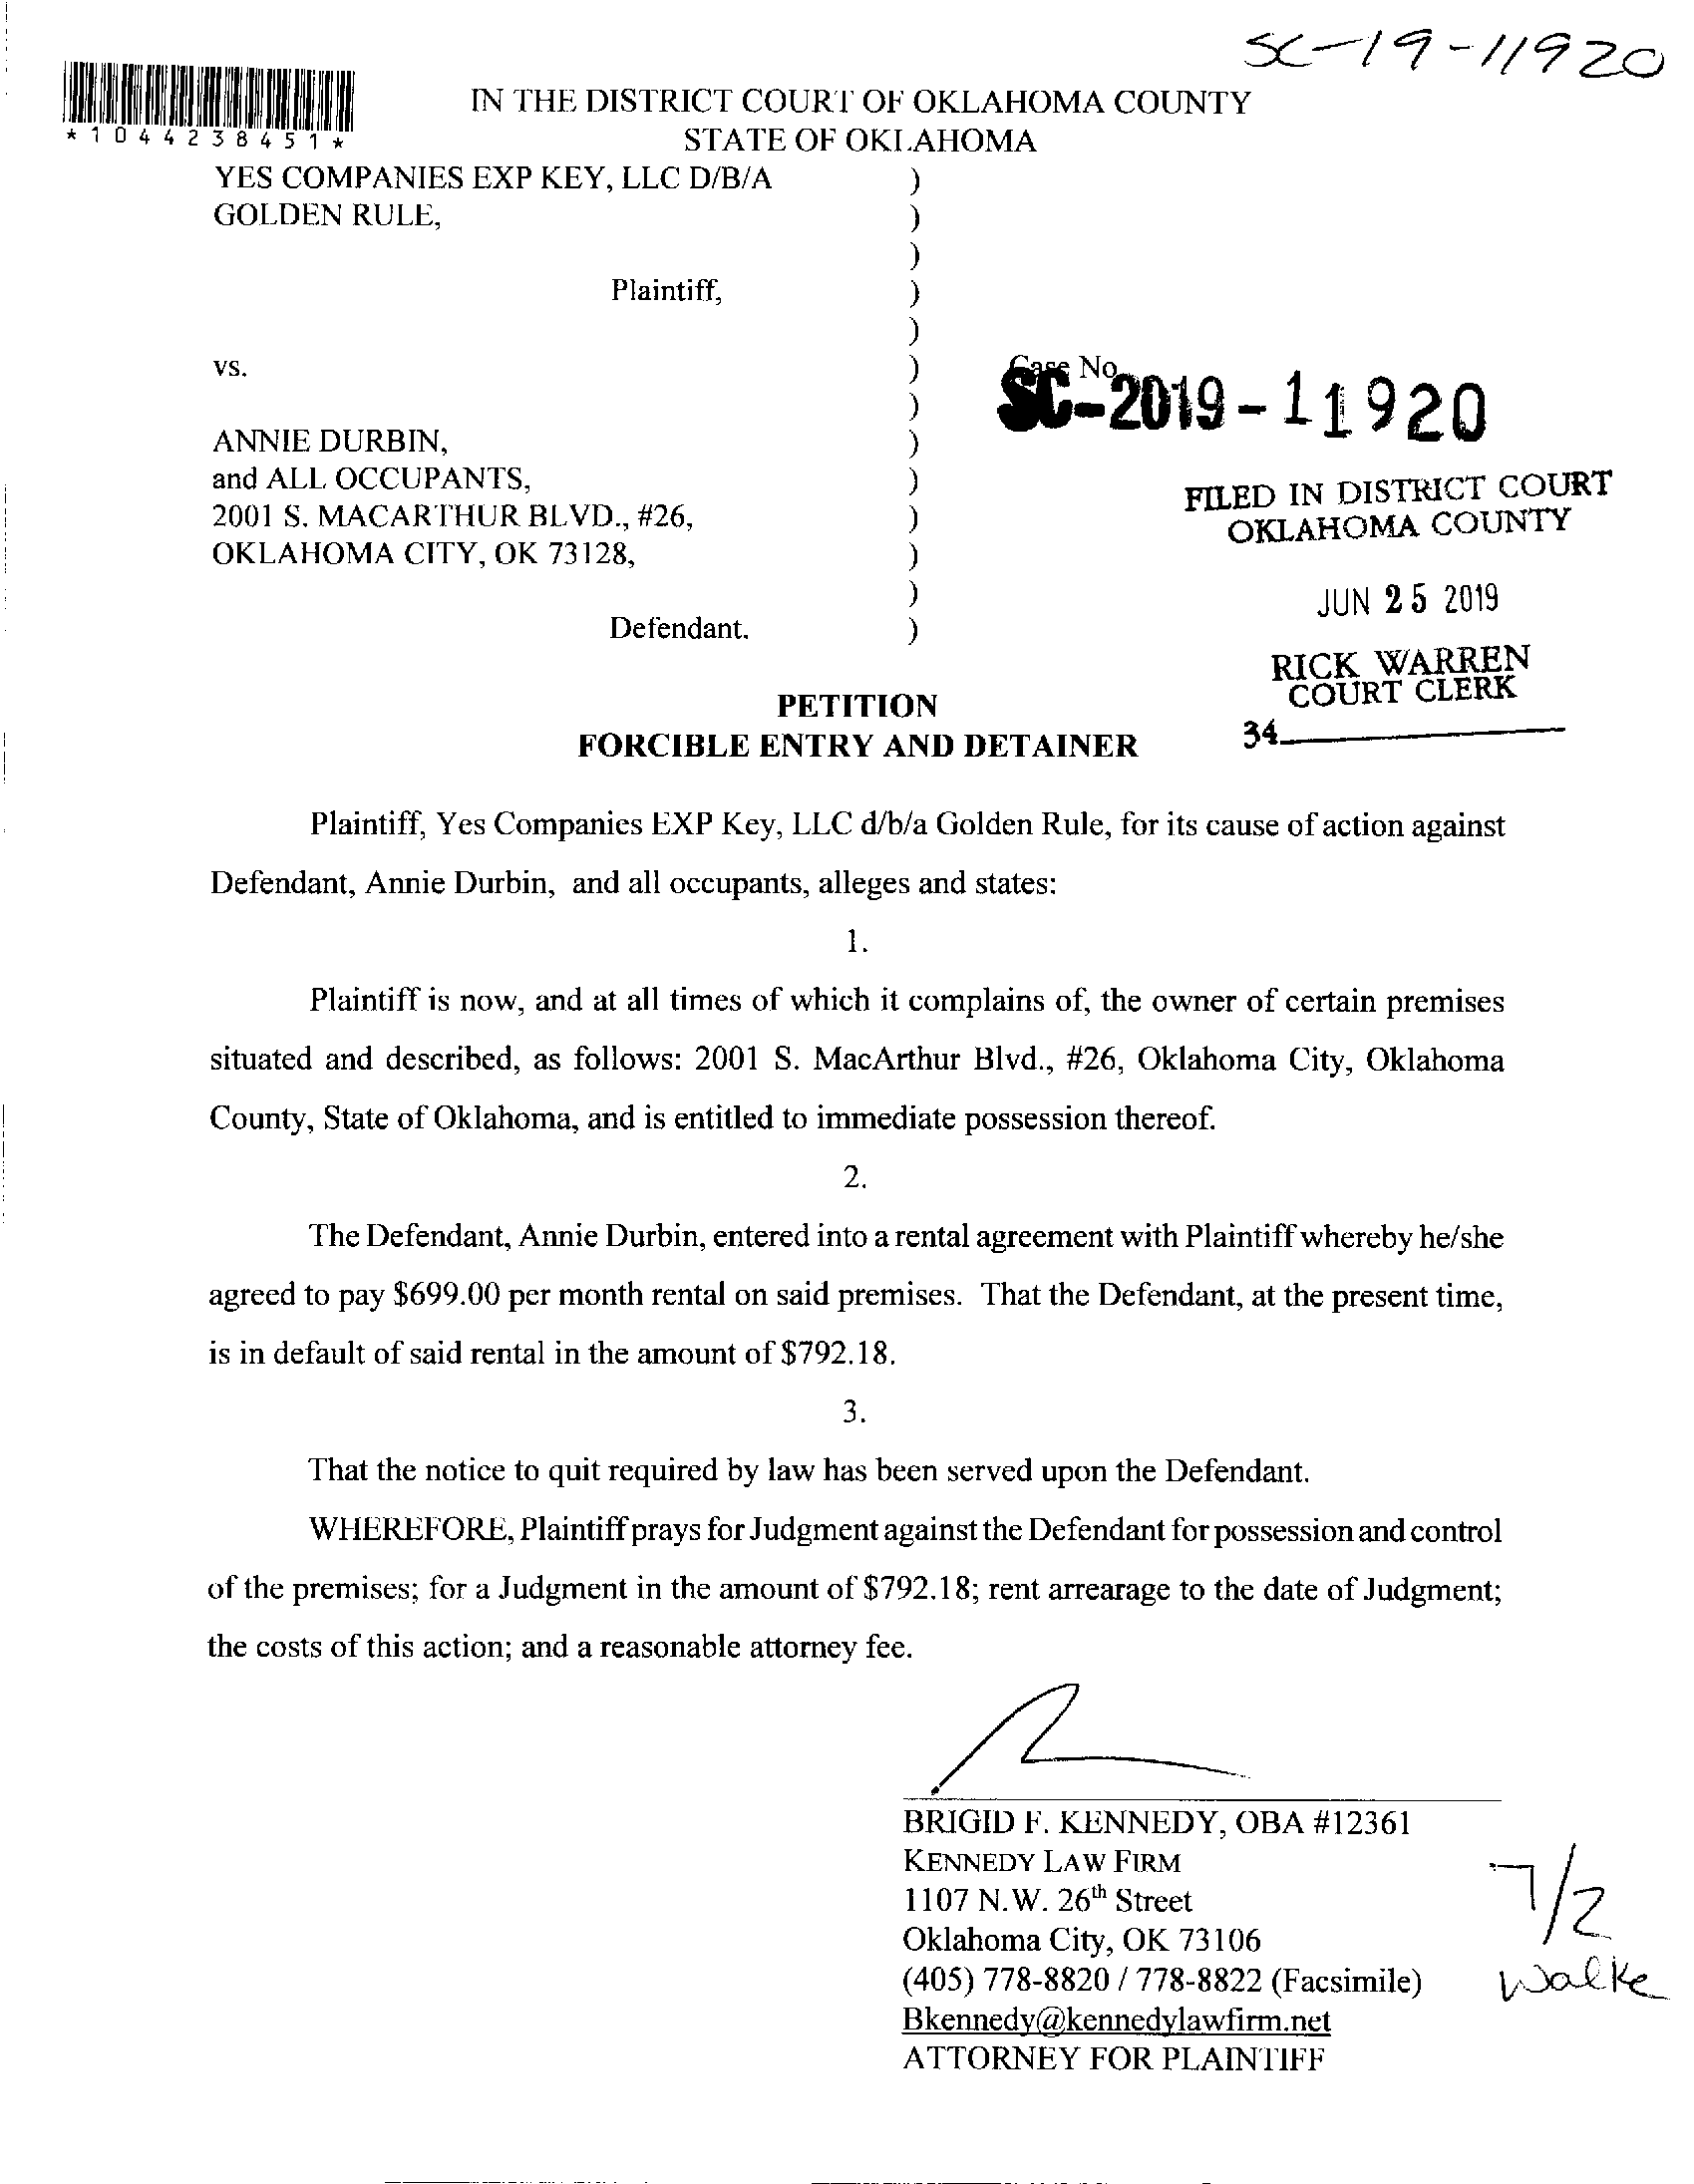 SC-19-11920
*1044238451*
IN THE DISTRICT COURT OF OKLAHOMA COUNTY
STATE OF OKLAHOMA
YES COMPANIES EXP KEY, LLC D/B/A )
GOLDEN RULE, )
)
Plaintiff, )
)
vs. )
Case No.
SC-2019-11920
)
ANNIE DURBIN, )
and ALL OCCUPANTS, )
2001 S. MACARTHUR BLVD., #26, )
OKLAHOMA CITY, OK 73128, )
)
Defendant. )
FILED IN DISTRICT COURT
OKLAHOMA COUNTY
JUN 25 2019
RICK WARREN
COURT CLERK
34
PETITION
FORCIBLE ENTRY AND DETAINER
Plaintiff, Yes Companies EXP Key, LLC d/b/a Golden Rule, for its cause of action against
Defendant, Annie Durbin, and all occupants, alleges and states:
1.
Plaintiff is now, and at all times of which it complains of, the owner of certain premises
situated and described, as follows: 2001 S. MacArthur Blvd., #26, Oklahoma City, Oklahoma
County, State of Oklahoma, and is entitled to immediate possession thereof.
2.
The Defendant, Annie Durbin, entered into a rental agreement with Plaintiff whereby he/she
agreed to pay $699.00 per month rental on said premises. That the Defendant, at the present time,
is in default of said rental in the amount of $792.18.
3.
That the notice to quit required by law has been served upon the Defendant.
WHEREFORE, Plaintiff prays for Judgment against the Defendant for possession and control
of the premises; for a Judgment in the amount of $792.18; rent arrearage to the date of Judgment;
the costs of this action; and a reasonable attorney fee.
BRIGID F. KENNEDY, OBA #12361
KENNEDY LAW FIRM
1107 N.W. 26th Street
Oklahoma City, OK 73106
(405) 778-8820 / 778-8822 (Facsimile)
Bkennedy@kennedylawfirm.net
ATTORNEY FOR PLAINTIFF
7/2
Walke